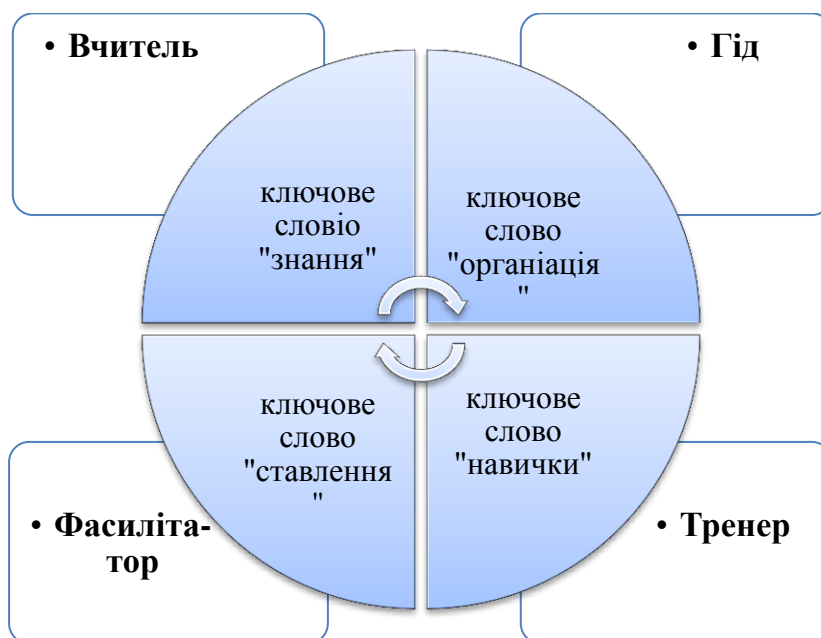 • Вчитель
• Гід
ключове
словіо
"знання"
ключове
слово
"органіація
"
ключове
слово
"ставлення
"
ключове
слово
"навички"
• Фасиліта-
тор
• Тренер